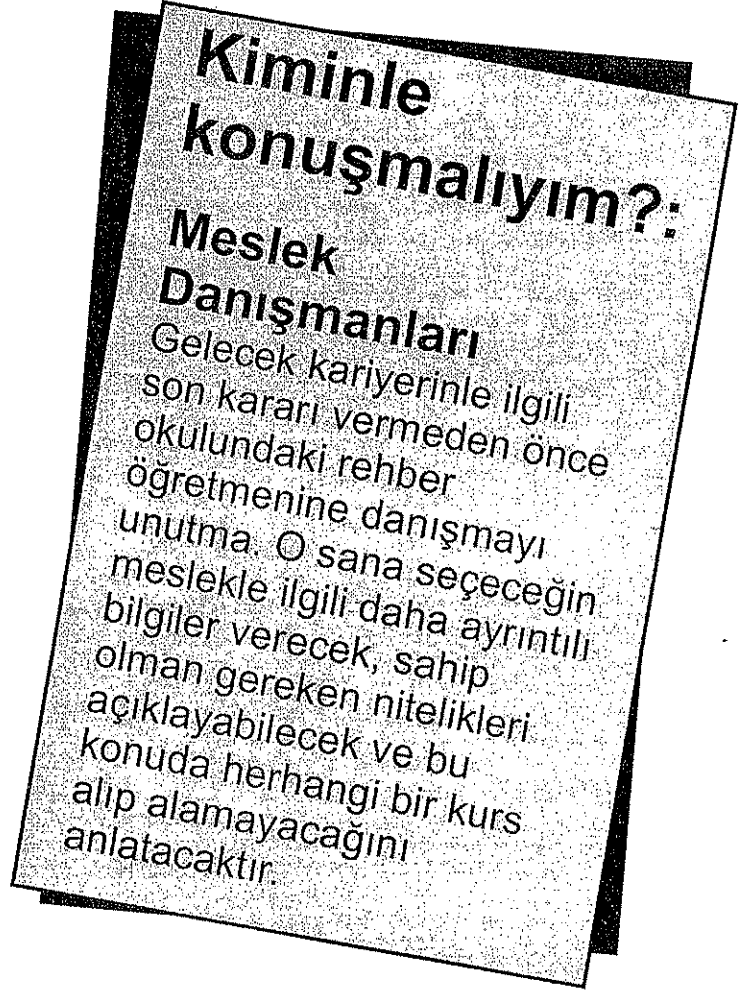 Kiminle
konuşmalıyım?:
Meslek
Danışmanları
Gelecek kariyerinle ilgili
son kararı vermeden önce
okulundaki rehber
öğretmenine danışmayı
unutma. O sana seçeceğin
meslekle ilgili daha ayrıntılı
bilgiler verecek, sahip
olman gereken nitelikleri
açıklayabilecek ve bu
konuda herhangi bir kurs
alıp alamayacağını
anlatacaktır.